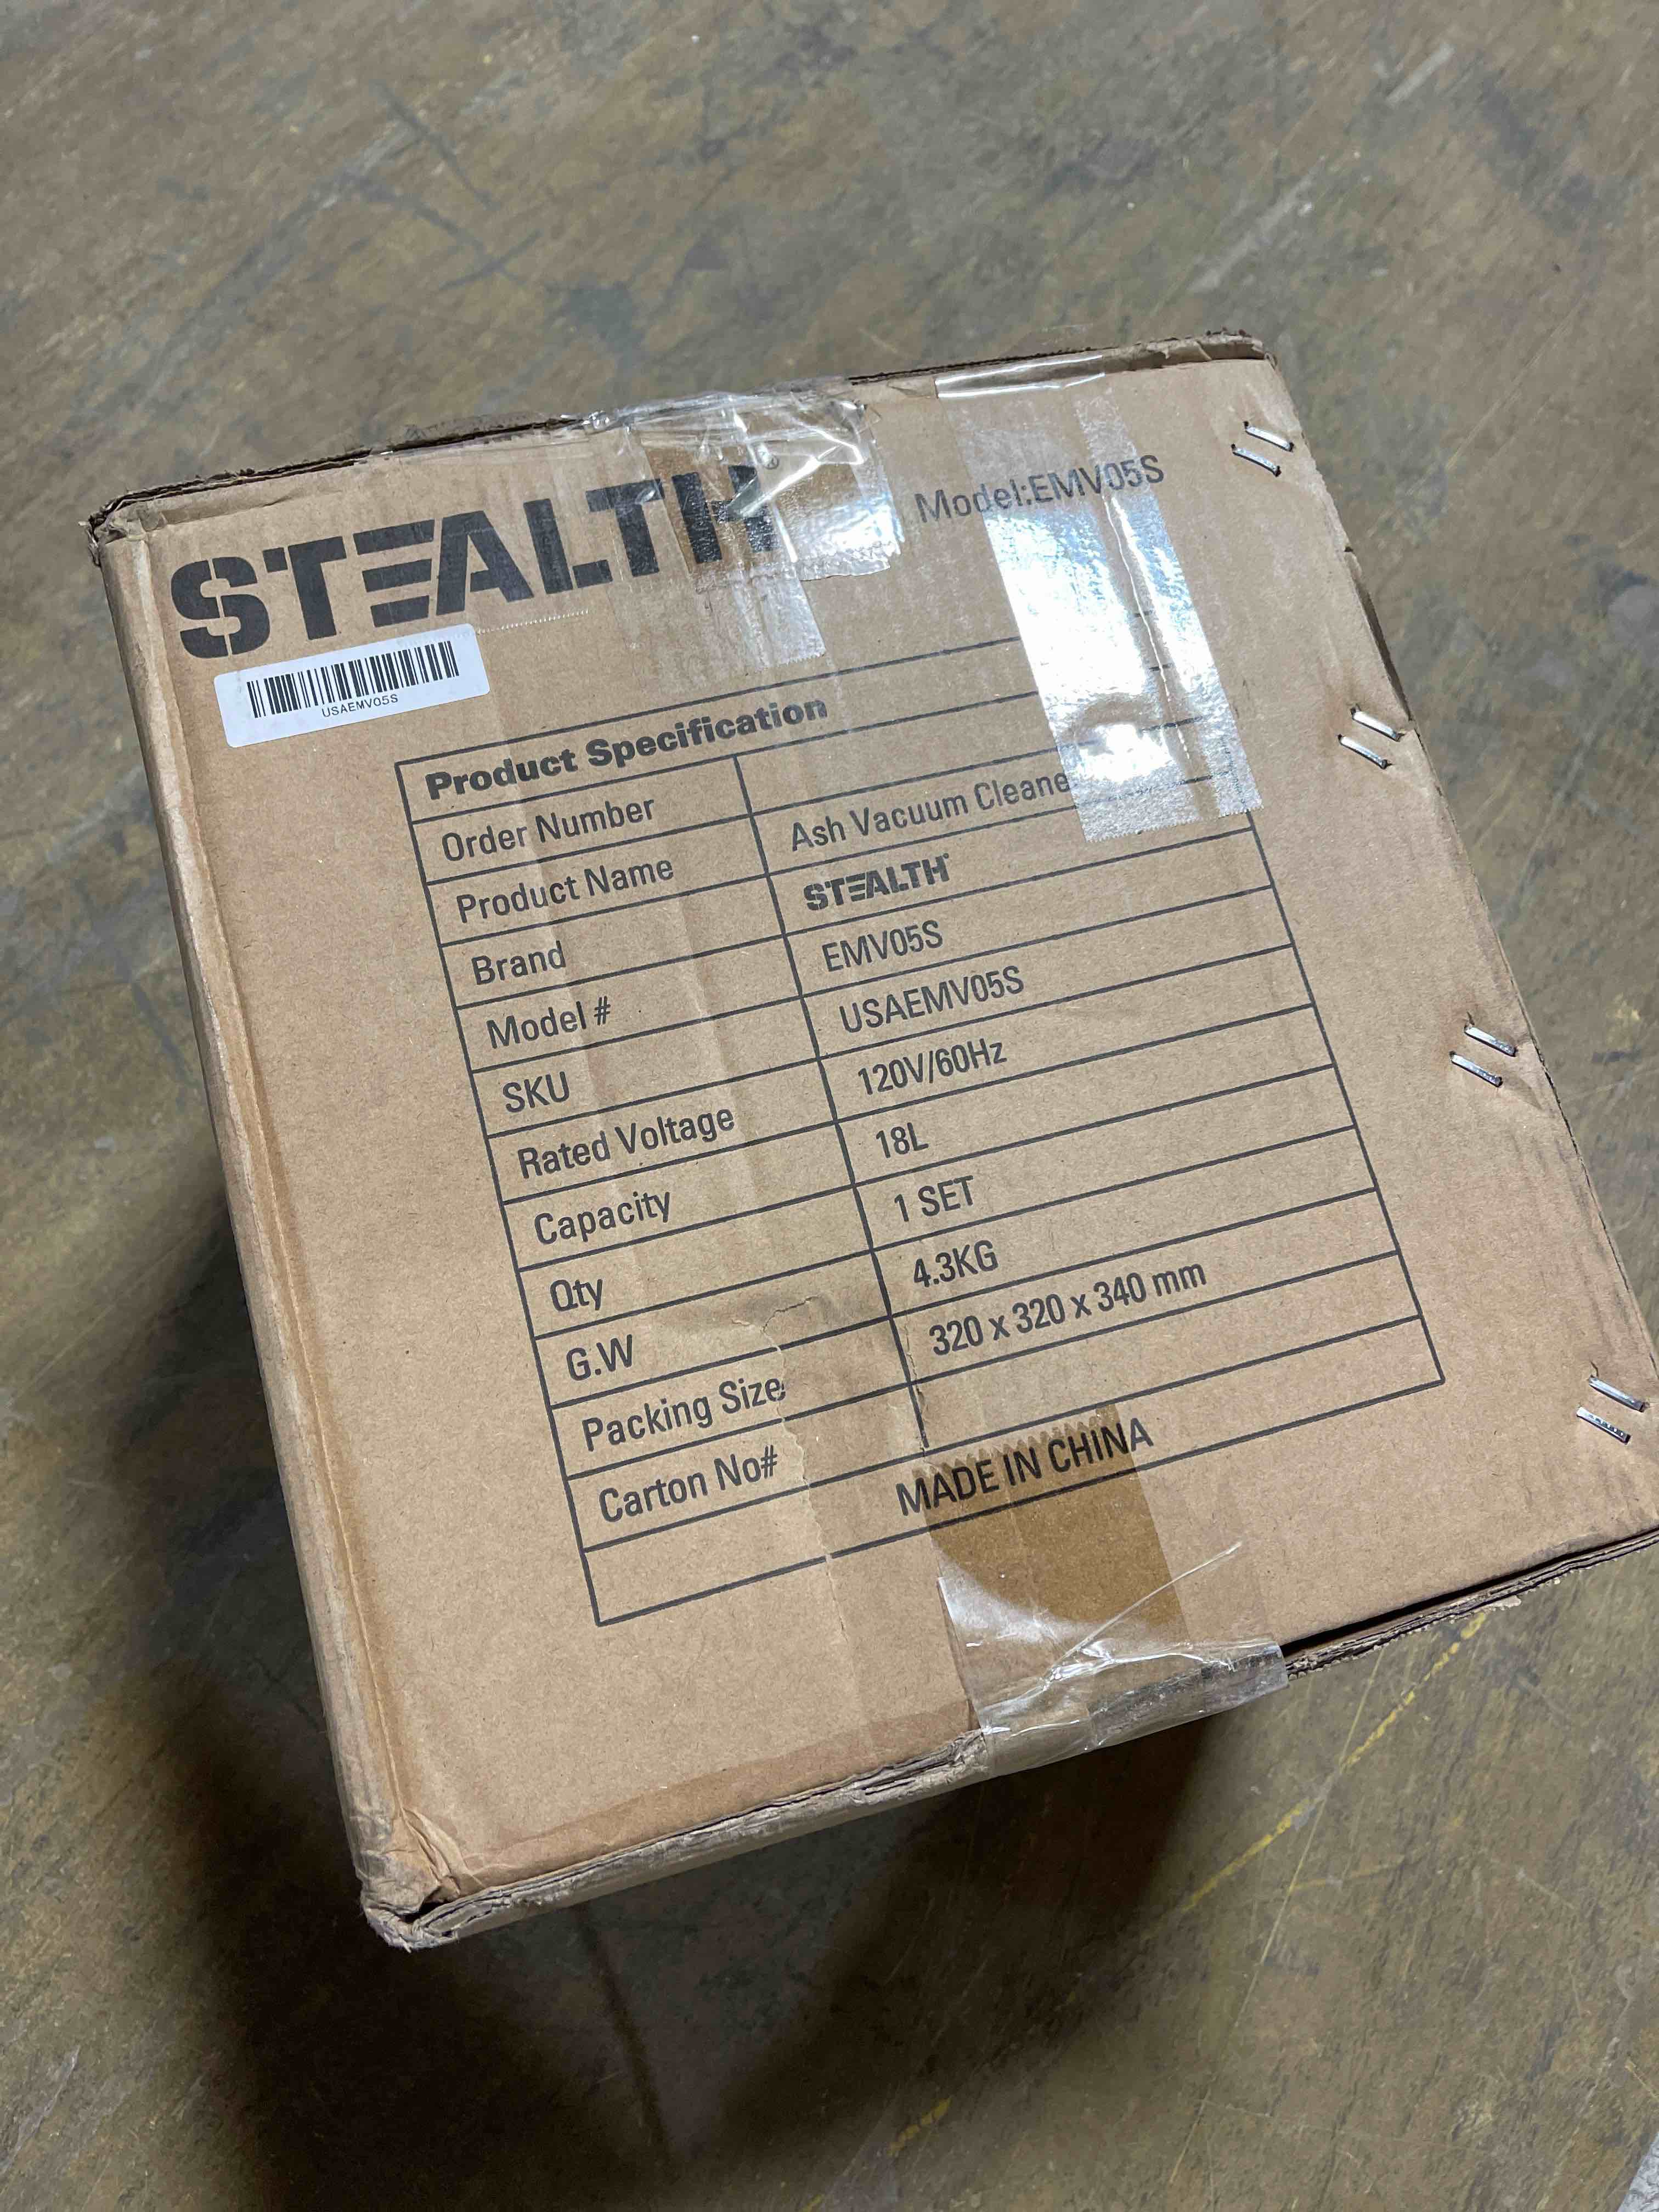 STEALTH®
Model:EMV05S
USAEMV05S
Product Specification
Order Number
Product Name Ash Vacuum Cleane
Brand STEALTH
Model # EMV05S
SKU USAEMV05S
Rated Voltage 120V/60Hz
Capacity 18L
Qty 1 SET
G.W 4.3KG
Packing Size 320 x 320 x 340 mm
Carton No#
MADE IN CHINA